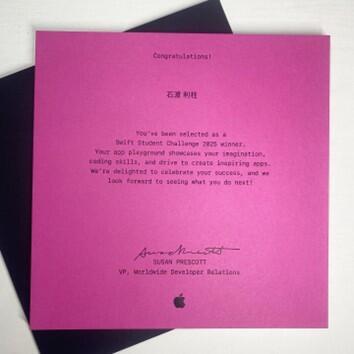 Congratulations!
石渡 利柱
You've been selected as a
Swift Student Challenge 2025 winner.
Your app playground showcases your imagination,
coding skills, and drive to create inspiring apps.
We're delighted to celebrate your success, and we
look forward to seeing what you do next!
SUSAN PRESCOTT
VP, Worldwide Developer Relations